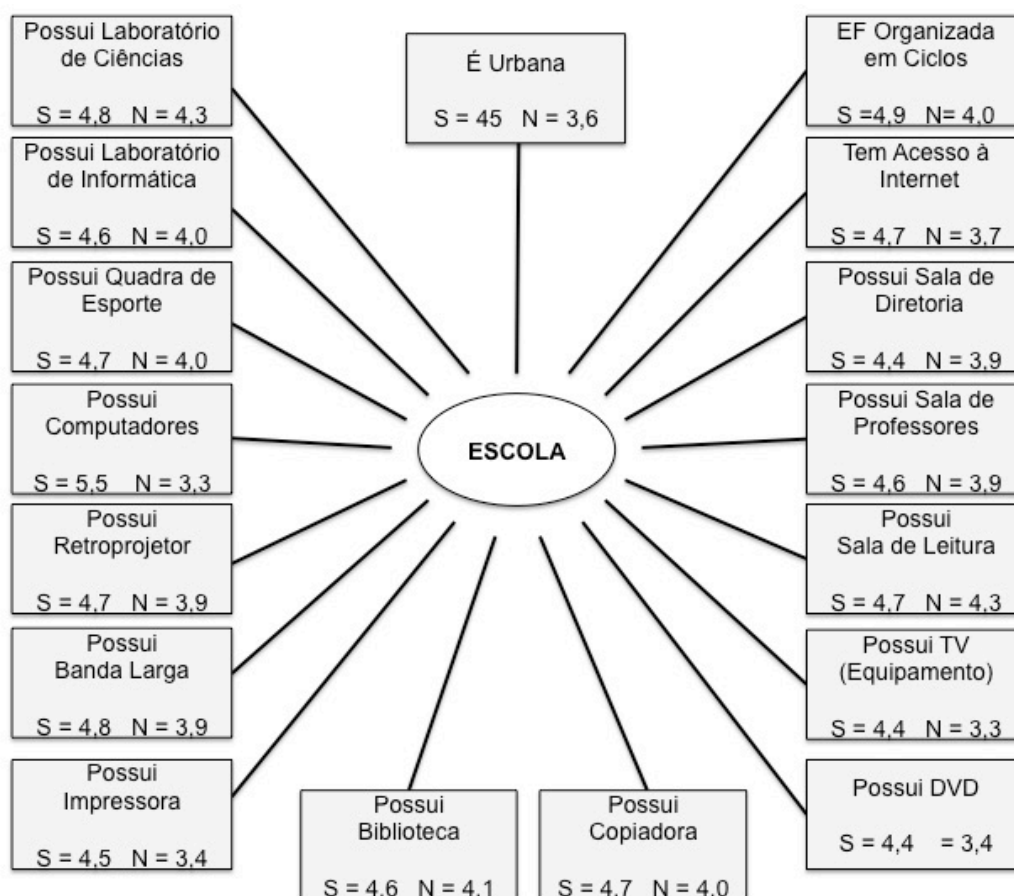 Possui Laboratório
de Ciências
S = 4,8 N = 4,3
Possui Laboratório
de Informática
S = 4,6 N = 4,0
Possui Quadra de
Esporte
S = 4,7 N = 4,0
Possui
Computadores
S = 5,5 N = 3,3
Possui
Retroprojetor
S = 4,7 N = 3,9
Possui
Banda Larga
S = 4,8 N = 3,9
Possui
Impressora
S = 4,5 N = 3,4
É Urbana
S = 45 N = 3,6
ESCOLA
Possui
Biblioteca
S = 4,6 N = 4,1
Possui
Copiadora
S = 4,7 N = 4,0
EF Organizada
em Ciclos
S =4,9 N= 4,0
Tem Acesso à
Internet
S = 4,7 N = 3,7
Possui Sala de
Diretoria
S = 4,4 N = 3,9
Possui Sala de
Professores
S = 4,6 N = 3,9
Possui
Sala de Leitura
S = 4,7 N = 4,3
Possui TV
(Equipamento)
S = 4,4 N = 3,3
Possui DVD
S = 4,4 = 3,4